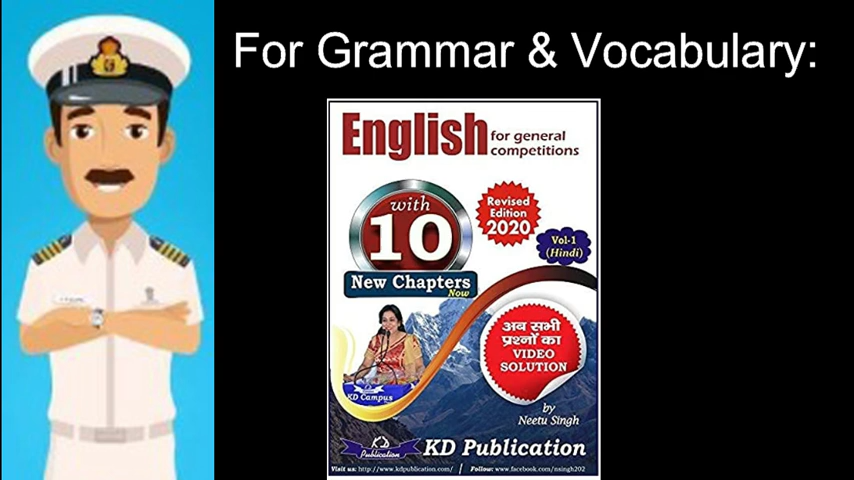 For Grammar & Vocabulary:
English for general
competitions
with
10
New Chapters
Now
Revised
Edition
2020
Vol-1
(Hindi)
अब सभी
प्रश्नों का
VIDEO
SOLUTION
KD Campus
by
Neetu Singh
KD
Publication
KD Publication
Visit us: http://www.kdpublication.com/ / Follow: www.facebook.com/nsingh202